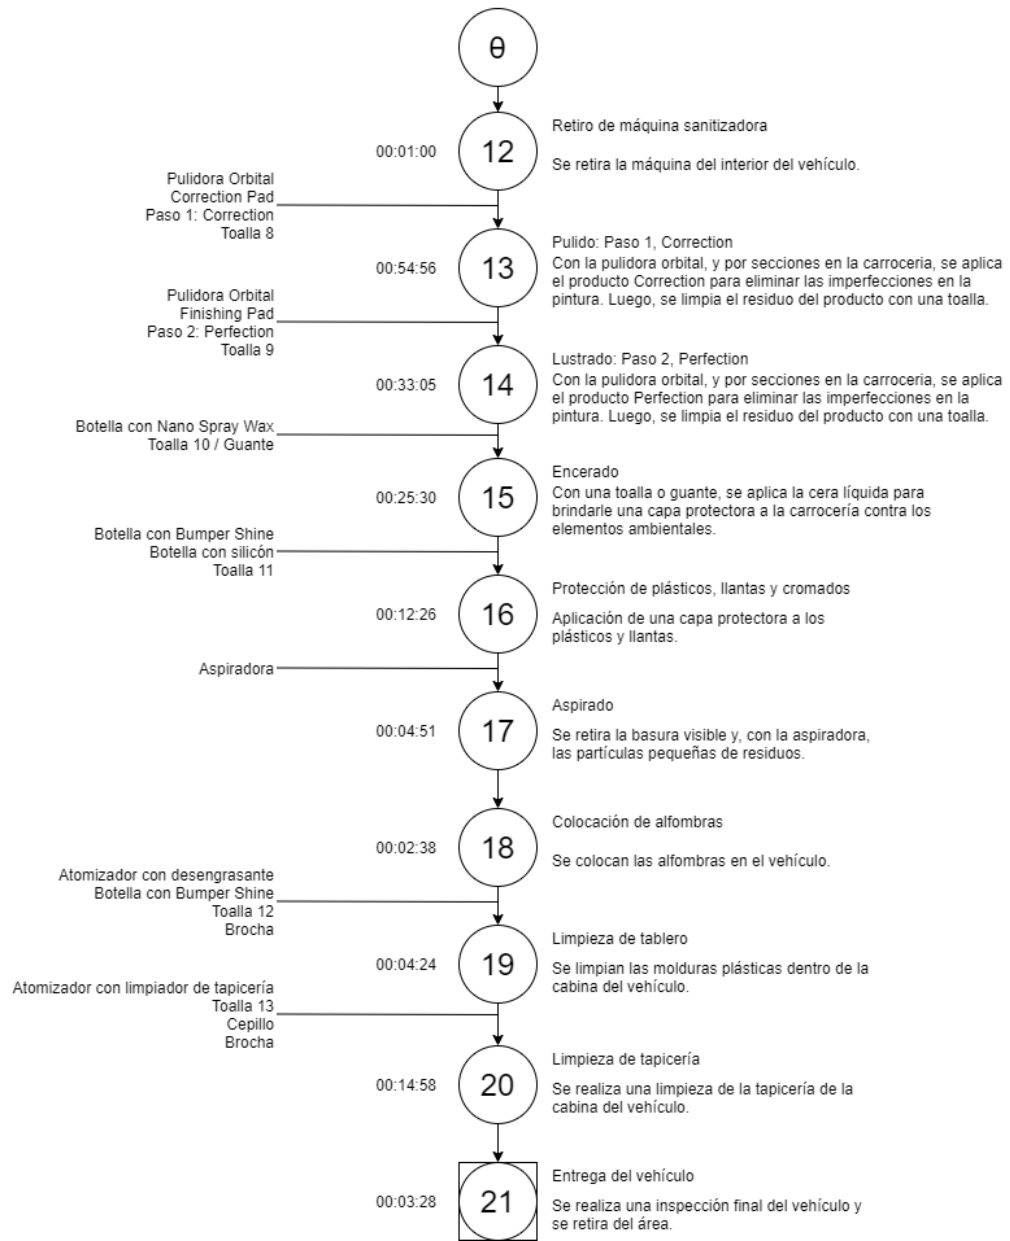 θ
00:01:00
12
Retiro de máquina sanitizadora
Se retira la máquina del interior del vehículo.
Pulidora Orbital
Correction Pad
Paso 1: Correction
Toalla 8
00:54:56
13
Pulido: Paso 1, Correction
Con la pulidora orbital, y por secciones en la carroceria, se aplica
el producto Correction para eliminar las imperfecciones en la
pintura. Luego, se limpia el residuo del producto con una toalla.
Pulidora Orbital
Finishing Pad
Paso 2: Perfection
Toalla 9
00:33:05
14
Lustrado: Paso 2, Perfection
Con la pulidora orbital, y por secciones en la carroceria, se aplica
el producto Perfection para eliminar las imperfecciones en la
pintura. Luego, se limpia el residuo del producto con una toalla.
Botella con Nano Spray Wax
Toalla 10 / Guante
00:25:30
15
Encerado
Con una toalla o guante, se aplica la cera líquida para
brindarle una capa protectora a la carrocería contra los
elementos ambientales.
Botella con Bumper Shine
Botella con silicón
Toalla 11
00:12:26
16
Protección de plásticos, llantas y cromados
Aplicación de una capa protectora a los
plásticos y llantas.
Aspiradora
00:04:51
17
Aspirado
Se retira la basura visible y, con la aspiradora,
las partículas pequeñas de residuos.
00:02:38
18
Colocación de alfombras
Se colocan las alfombras en el vehículo.
Atomizador con desengrasante
Botella con Bumper Shine
Toalla 12
Brocha
00:04:24
19
Limpieza de tablero
Se limpian las molduras plásticas dentro de la
cabina del vehículo.
Atomizador con limpiador de tapicería
Toalla 13
Cepillo
Brocha
00:14:58
20
Limpieza de tapicería
Se realiza una limpieza de la tapicería de la
cabina del vehículo.
00:03:28
21
Entrega del vehículo
Se realiza una inspección final del vehículo y
se retira del área.